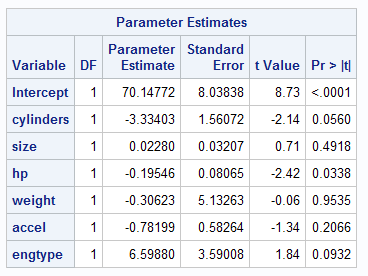 Parameter Estimates
Variable DF Parameter Estimate Standard Error t Value Pr > |t|
Intercept 1 70.14772 8.03838 8.73 <.0001
cylinders 1 -3.33403 1.56072 -2.14 0.0560
size 1 0.02280 0.03207 0.71 0.4918
hp 1 -0.19546 0.08065 -2.42 0.0338
weight 1 -0.30623 5.13263 -0.06 0.9535
accel 1 -0.78199 0.58264 -1.34 0.2066
engtype 1 6.59880 3.59008 1.84 0.0932